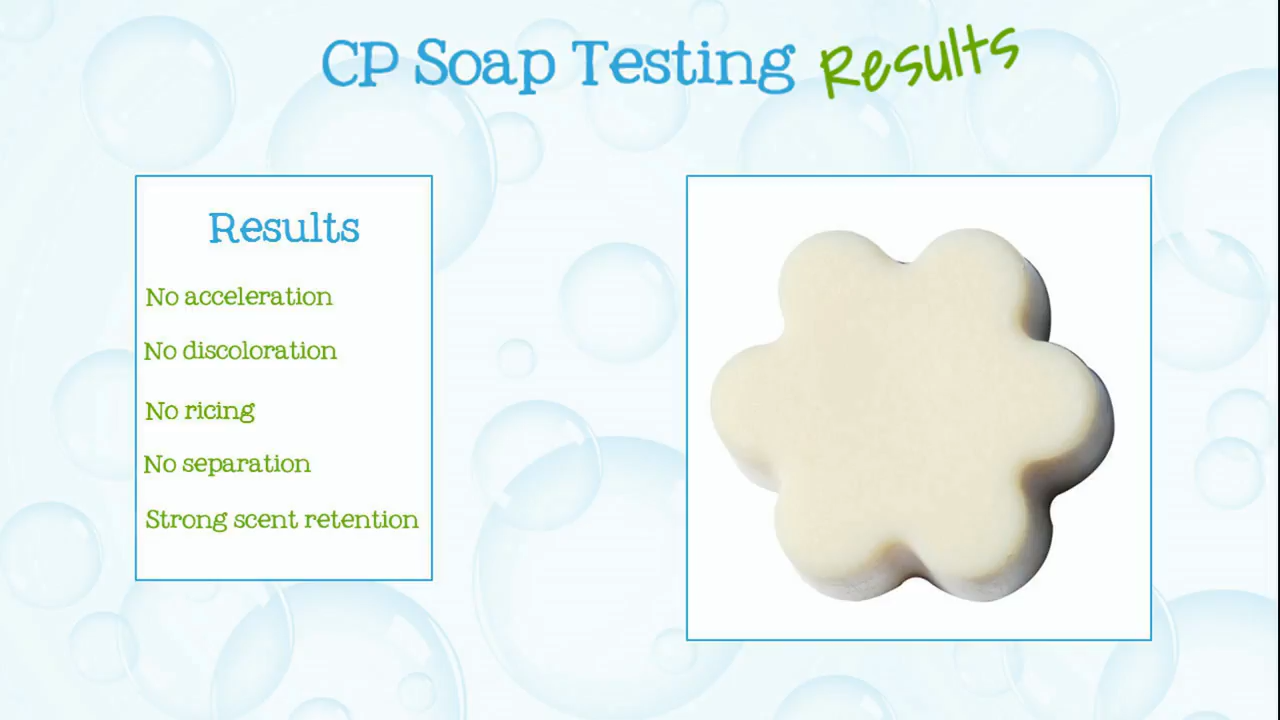 CP Soap Testing Results
Results
No acceleration
No discoloration
No ricing
No separation
Strong scent retention